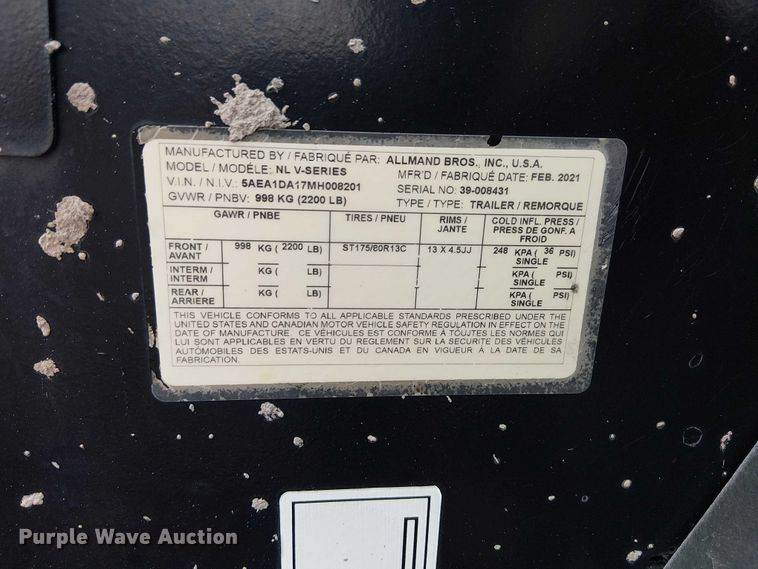 MANUFACTURED BY / FABRIQUÉ PAR: ALLMAND BROS., INC., U.S.A.
MODEL / MODÉLE: NL V-SERIES MFR'D / FABRIQUÉ DATE: FEB. 2021
V.I.N. / N.I.V.: 5AEA1DA17MH008201 SERIAL NO: 39-008431
GVWR / PNBV: 998 KG (2200 LB) TYPE / TYPE: TRAILER / REMORQUE
GAWR / PNBE TIRES / PNEU RIMS / JANTE COLD INFL. PRESS / PRESS DE GONF. A FROID
FRONT / AVANT 998 KG ( 2200 LB) ST175/80R13C 13 X 4.5JJ 248 KPA ( 36 PSI) SINGLE
INTERM / INTERM KG ( LB) KPA ( PSI) SINGLE
REAR / ARRIERE KG ( LB) KPA ( PSI) SINGLE
THIS VEHICLE CONFORMS TO ALL APPLICABLE STANDARDS PRESCRIBED UNDER THE
UNITED STATES AND CANADIAN MOTOR VEHICLE SAFETY REGULATION IN EFFECT ON THE
DATE OF MANUFACTURE. CE VÉHICULES EST CONFORME A TOUTES LES NORMES QUI
LUI SONT APPLICABLES EN VERTU DU REGLEMENT SUR LA SECURITE DES VÉHICULES
AUTOMOBILES DES ESTATS-UNIS ET DU CANADA EN VIGUEUR À LA DATE DE SA
FABRICATION.
Purple Wave Auction